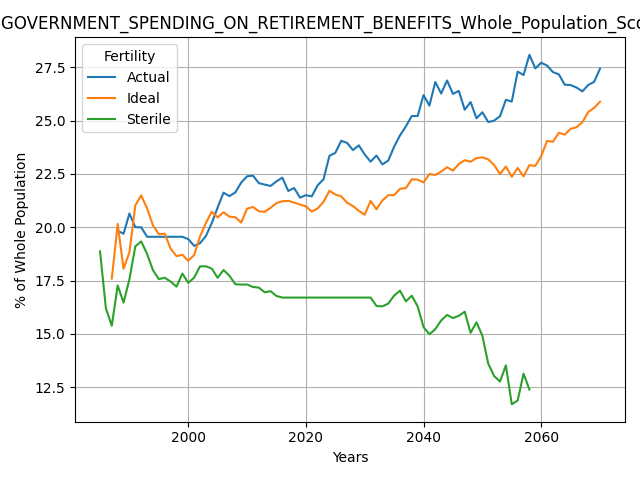 GOVERNMENT_SPENDING_ON_RETIREMENT_BENEFITS_Whole_Population_Sco
Fertility
Actual
Ideal
Sterile
27.5
25.0
22.5
20.0
17.5
15.0
12.5
% of Whole Population
2000
2020
2040
2060
Years